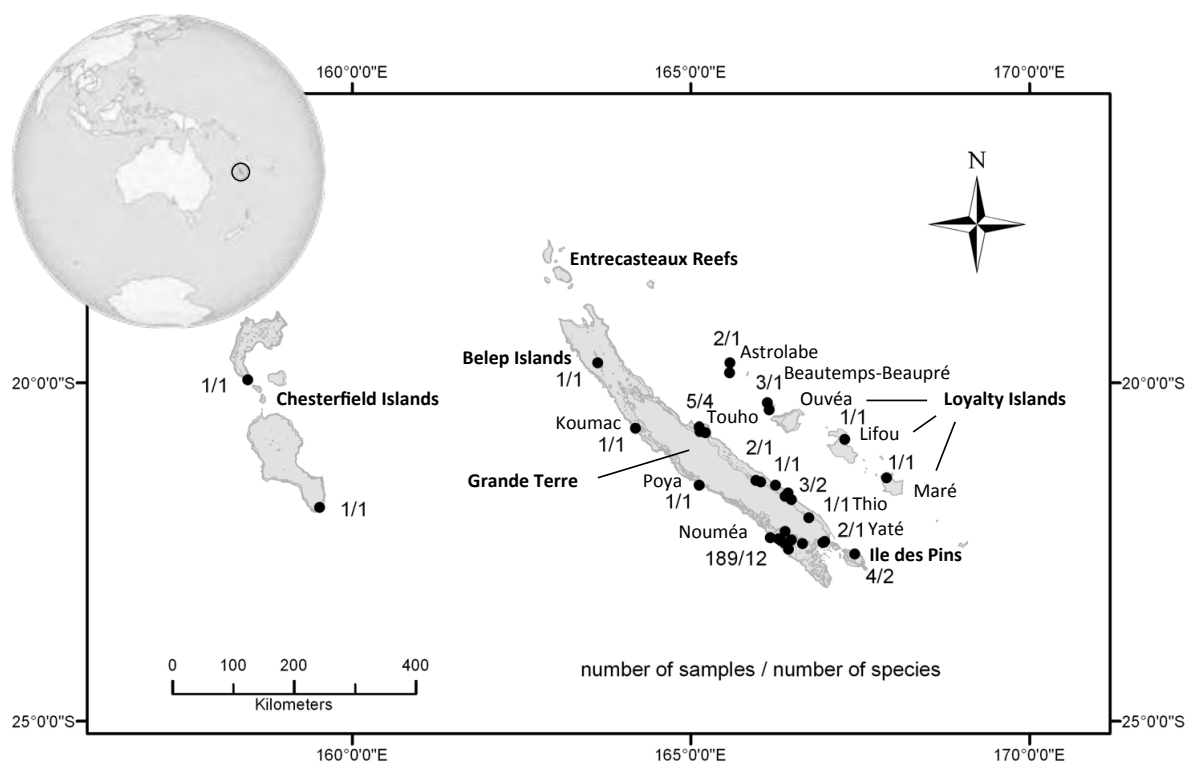 160°0'0"E
165°0'0"E
170°0'0"E
N
Entrecasteaux Reefs
2/1
Astrolabe
Belep Islands
1/1
20°0'0"S
1/1
Chesterfield Islands
Beautemps-Beaupré
3/1
Ouvéa
Loyalty Islands
5/4
Touho
1/1
Lifou
Koumac
1/1
2/1
1/1
1/1
Maré
Grande Terre
Poya
1/1
3/2
1/1
1/1 Thio
Nouméa
189/12
2/1 Yaté
Ile des Pins
4/2
0
100
200
400
Kilometers
number of samples / number of species
25°0'0"S
25°0'0"S
20°0'0"S
160°0'0"E
165°0'0"E
170°0'0"E